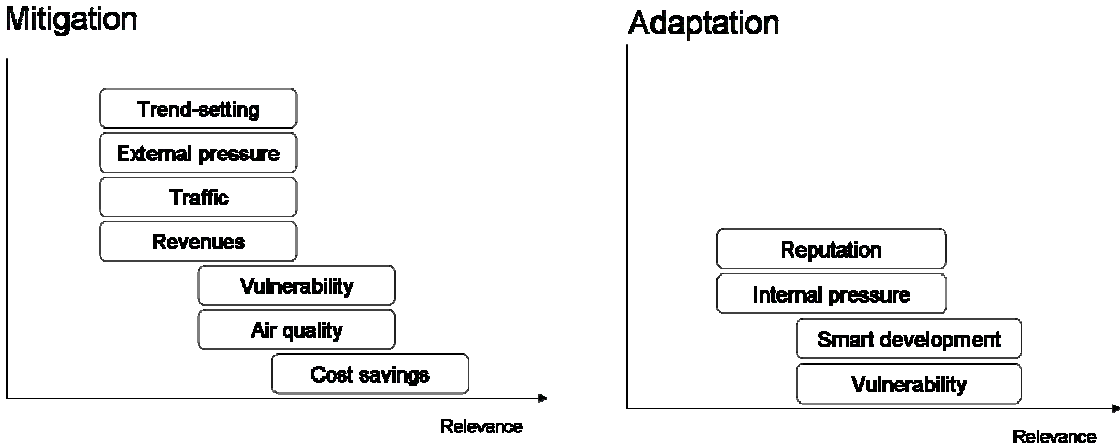 Mitigation
Trend-setting
External pressure
Traffic
Revenues
Vulnerability
Air quality
Cost savings
Relevance
Adaptation
Reputation
Internal pressure
Smart development
Vulnerability
Relevance